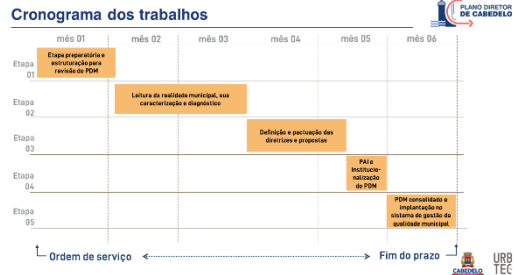 Cronograma dos trabalhos
PLANO DIRETOR
DE CABEDELO
mês 01
mês 02
mês 03
mês 04
mês 05
mês 06
Etapa
01
Etapa preparatória e
estruturação para
revisão do PDM
Etapa
02
Leitura da realidade municipal, sua
caracterização e diagnóstico
Etapa
03
Definição e pactuação das
diretrizes e propostas
Etapa
04
PAI e
Institucio-
nalização
do PDM
Etapa
05
PDM consolidado e
implantação no
sistema de gestão da
qualidade municipal
Ordem de serviço
Fim do prazo
CABEDELO
URB
TEC